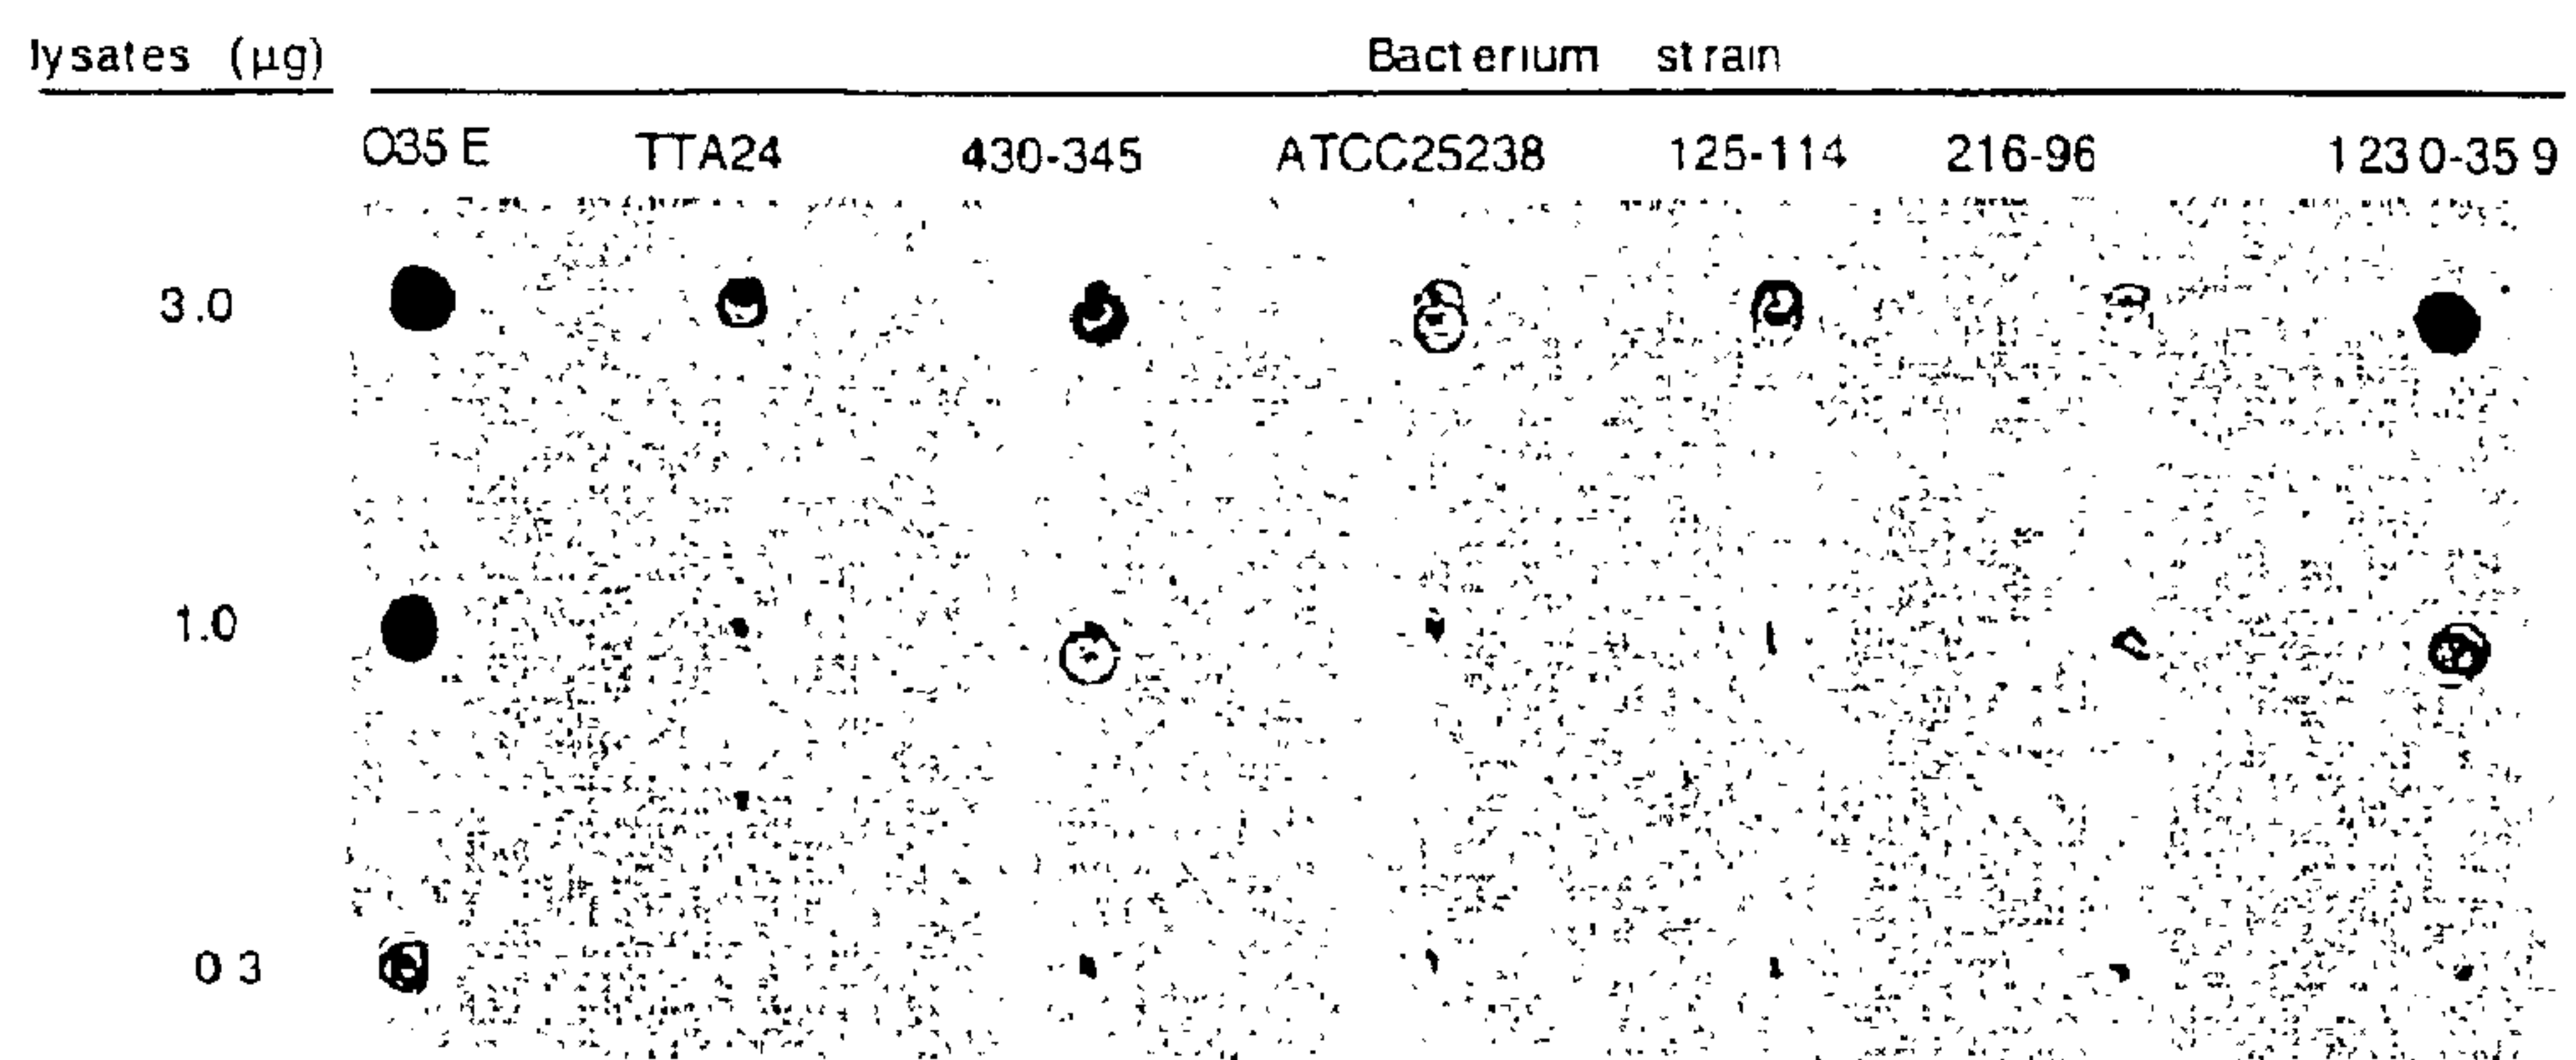 lysates (µg) Bacterium strain
O35 E TTA24 430-345 ATCC25238 125-114 216-96 1230-359
3.0
1.0
0 3